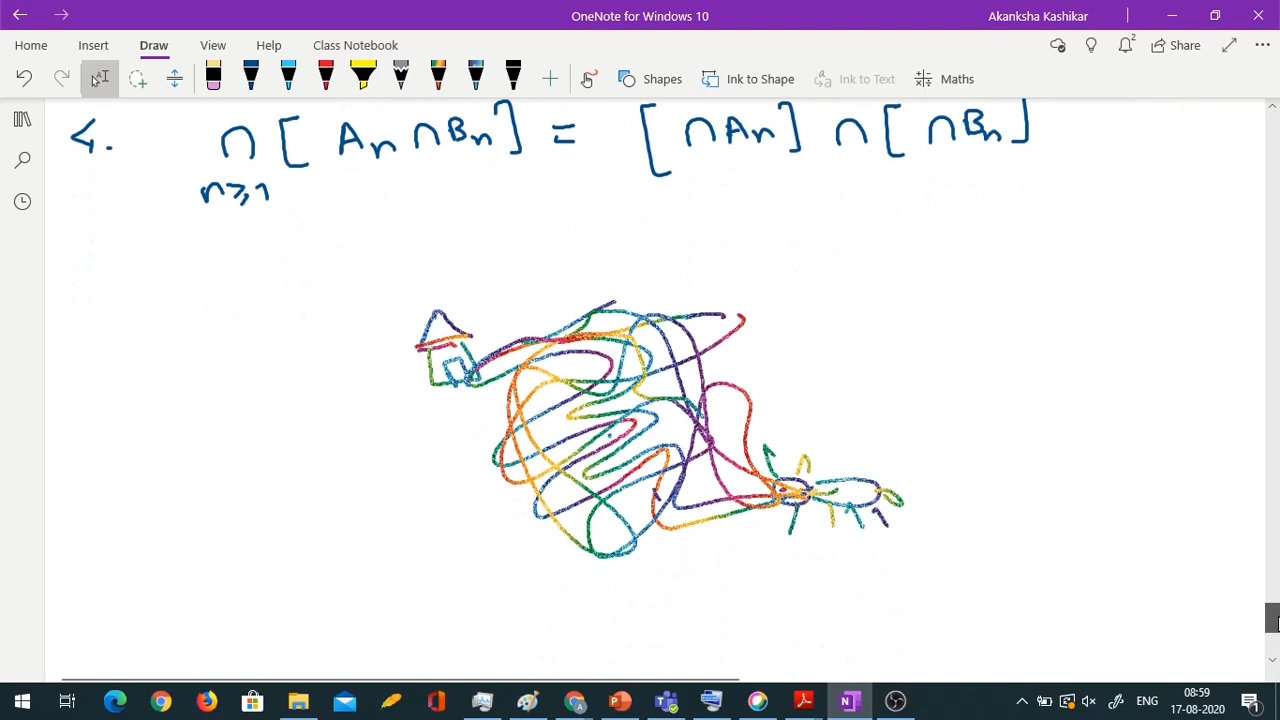 OneNote for Windows 10
Akanksha Kashikar
Home Insert Draw View Help Class Notebook
Share
Shapes Ink to Shape Ink to Text Maths
4. ∩ [ Aₙ ∩ Bₙ ] = [ ∩ Aₙ ] ∩ [ ∩ Bₙ ]
n ≥ 1
ENG
08:59
17-08-2020